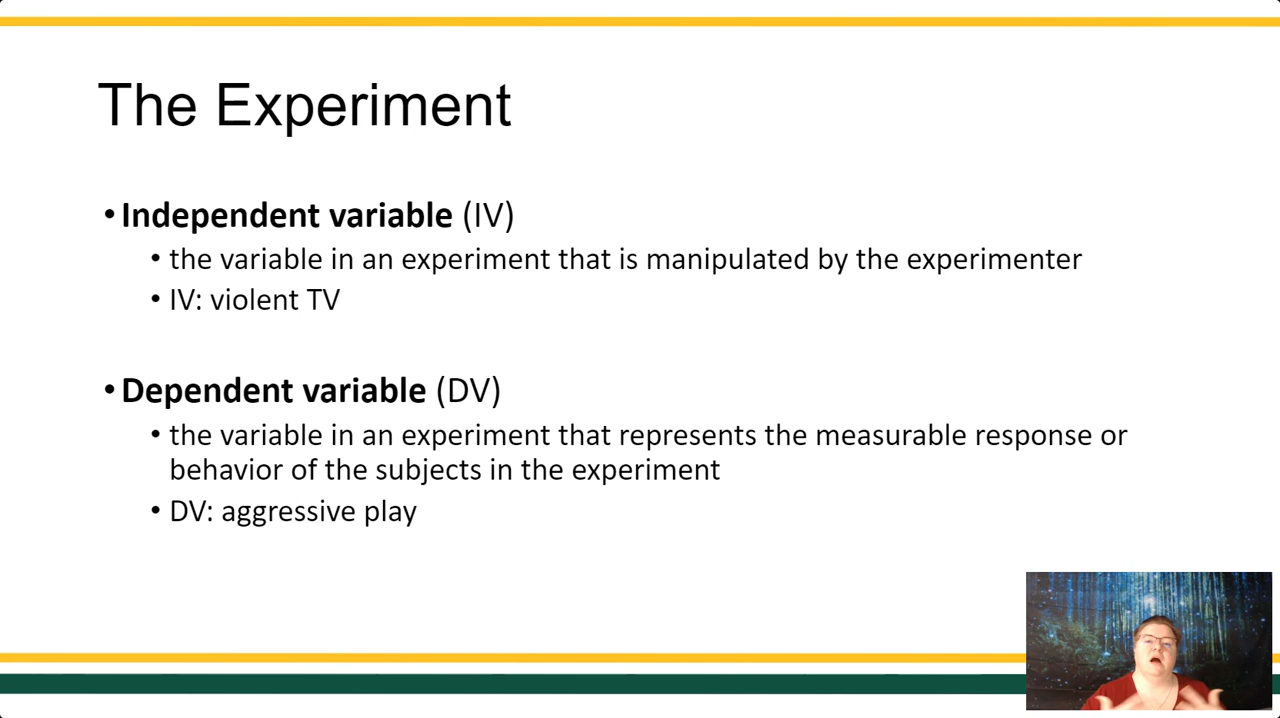 The Experiment
• Independent variable (IV)
• the variable in an experiment that is manipulated by the experimenter
• IV: violent TV
• Dependent variable (DV)
• the variable in an experiment that represents the measurable response or
behavior of the subjects in the experiment
• DV: aggressive play